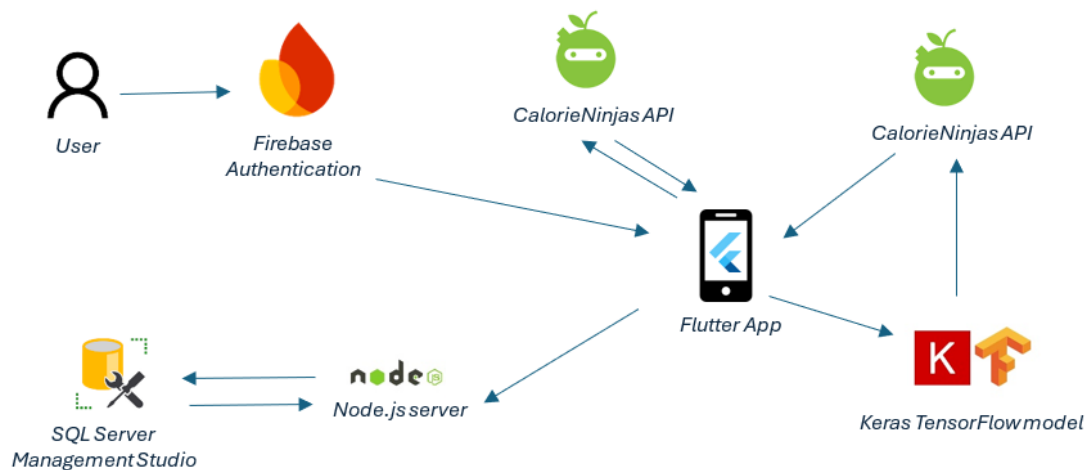 CalorieNinjas API
CalorieNinjas API
User
Firebase
Authentication
Flutter App
K
node
JS
Node.js server
Keras TensorFlow model
SQL Server
Management Studio